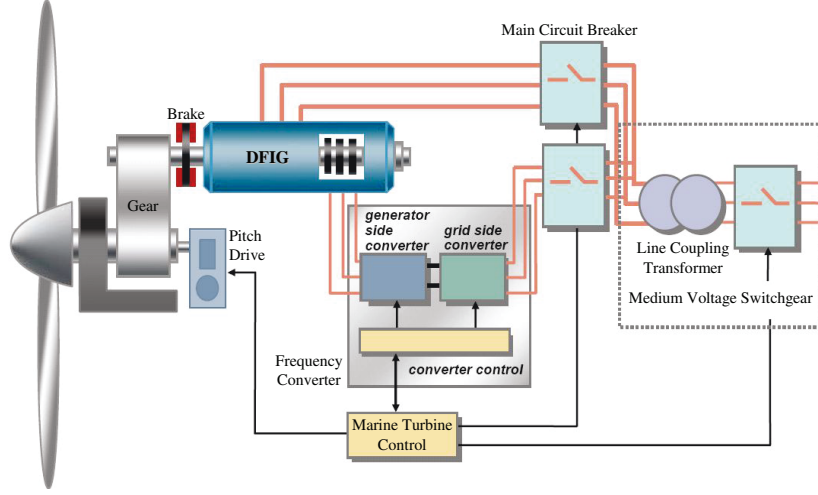 Main Circuit Breaker
Brake
DFIG
Gear
generator
side
converter
grid side
converter
Pitch
Drive
Line Coupling
Transformer
Medium Voltage Switchgear
Frequency
Converter
converter control
Marine Turbine
Control